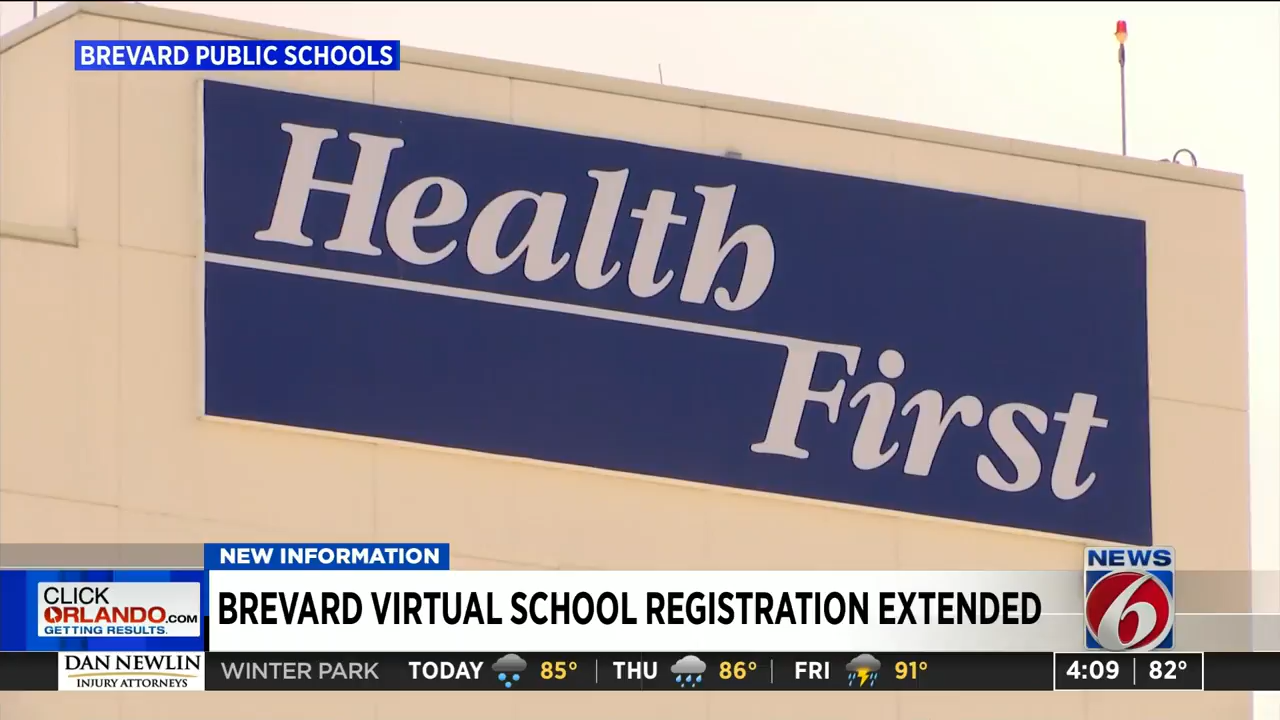 BREVARD PUBLIC SCHOOLS
Health
First
NEW INFORMATION
BREVARD VIRTUAL SCHOOL REGISTRATION EXTENDED
NEWS
6
CLICK
ORLANDO.COM
GETTING RESULTS.
DAN NEWLIN
INJURY ATTORNEYS
WINTER PARK TODAY 85° THU 86° FRI 91° 4:09 82°